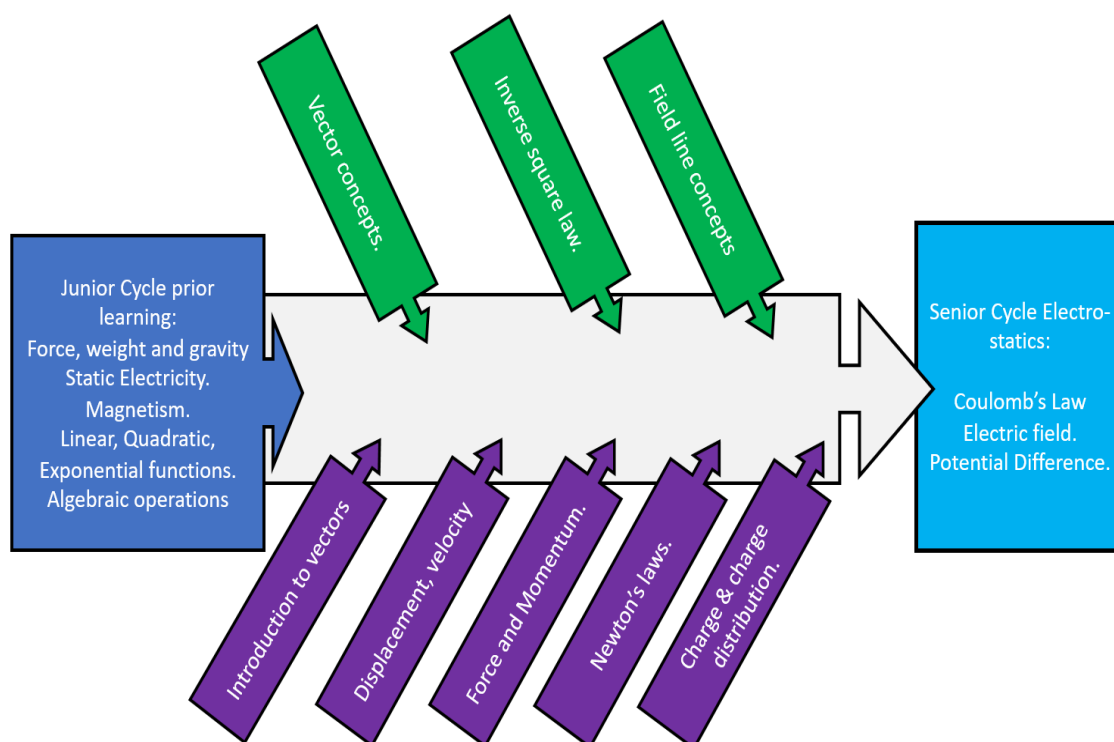 Vector concepts.
Inverse square law.
Field line concepts
Junior Cycle prior
learning:
Force, weight and gravity
Static Electricity.
Magnetism.
Linear, Quadratic,
Exponential functions.
Algebraic operations
Senior Cycle Electro-
statics:
Coulomb’s Law
Electric field.
Potential Difference.
Introduction to vectors
Displacement, velocity
Force and Momentum.
Newton’s laws.
Charge & charge
distribution.